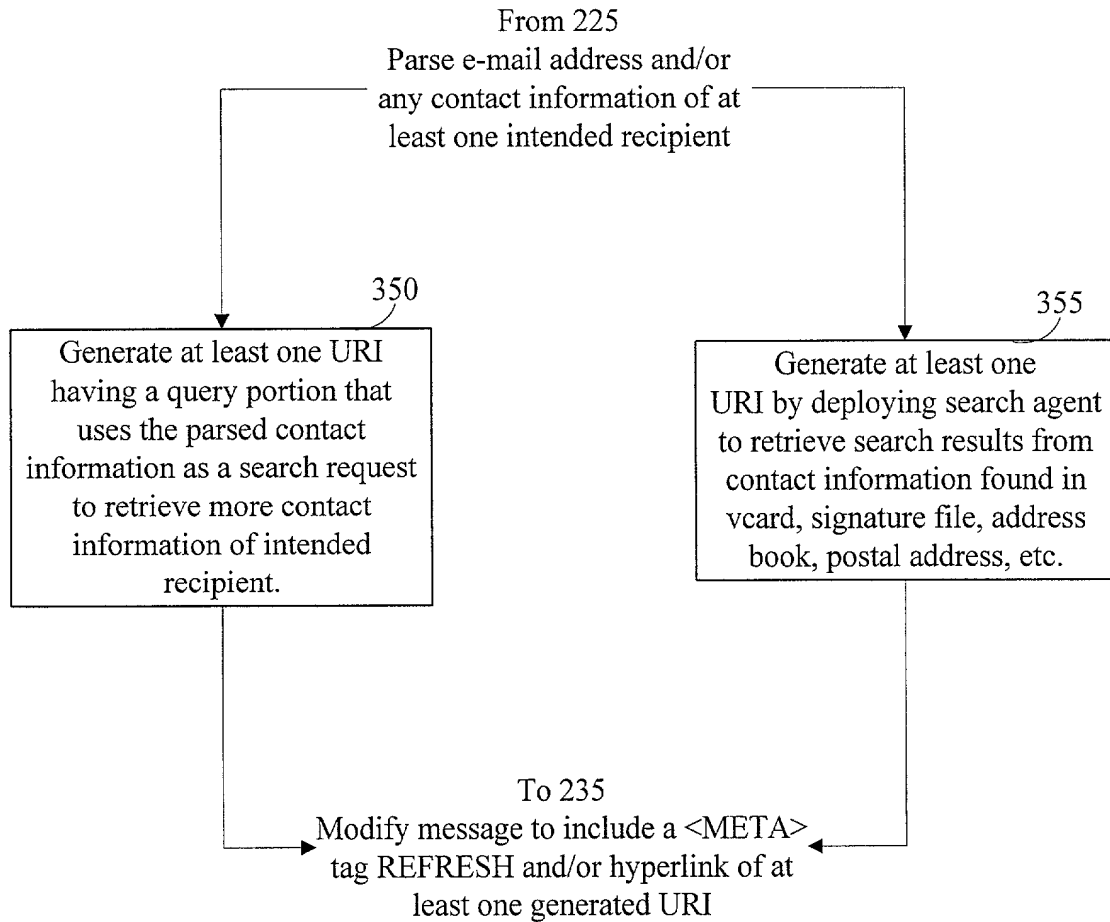 From 225
Parse e-mail address and/or
any contact information of at
least one intended recipient
350
Generate at least one URI
having a query portion that
uses the parsed contact
information as a search request
to retrieve more contact
information of intended
recipient.
355
Generate at least one
URI by deploying search agent
to retrieve search results from
contact information found in
vcard, signature file, address
book, postal address, etc.
To 235
Modify message to include a <META>
tag REFRESH and/or hyperlink of at
least one generated URI